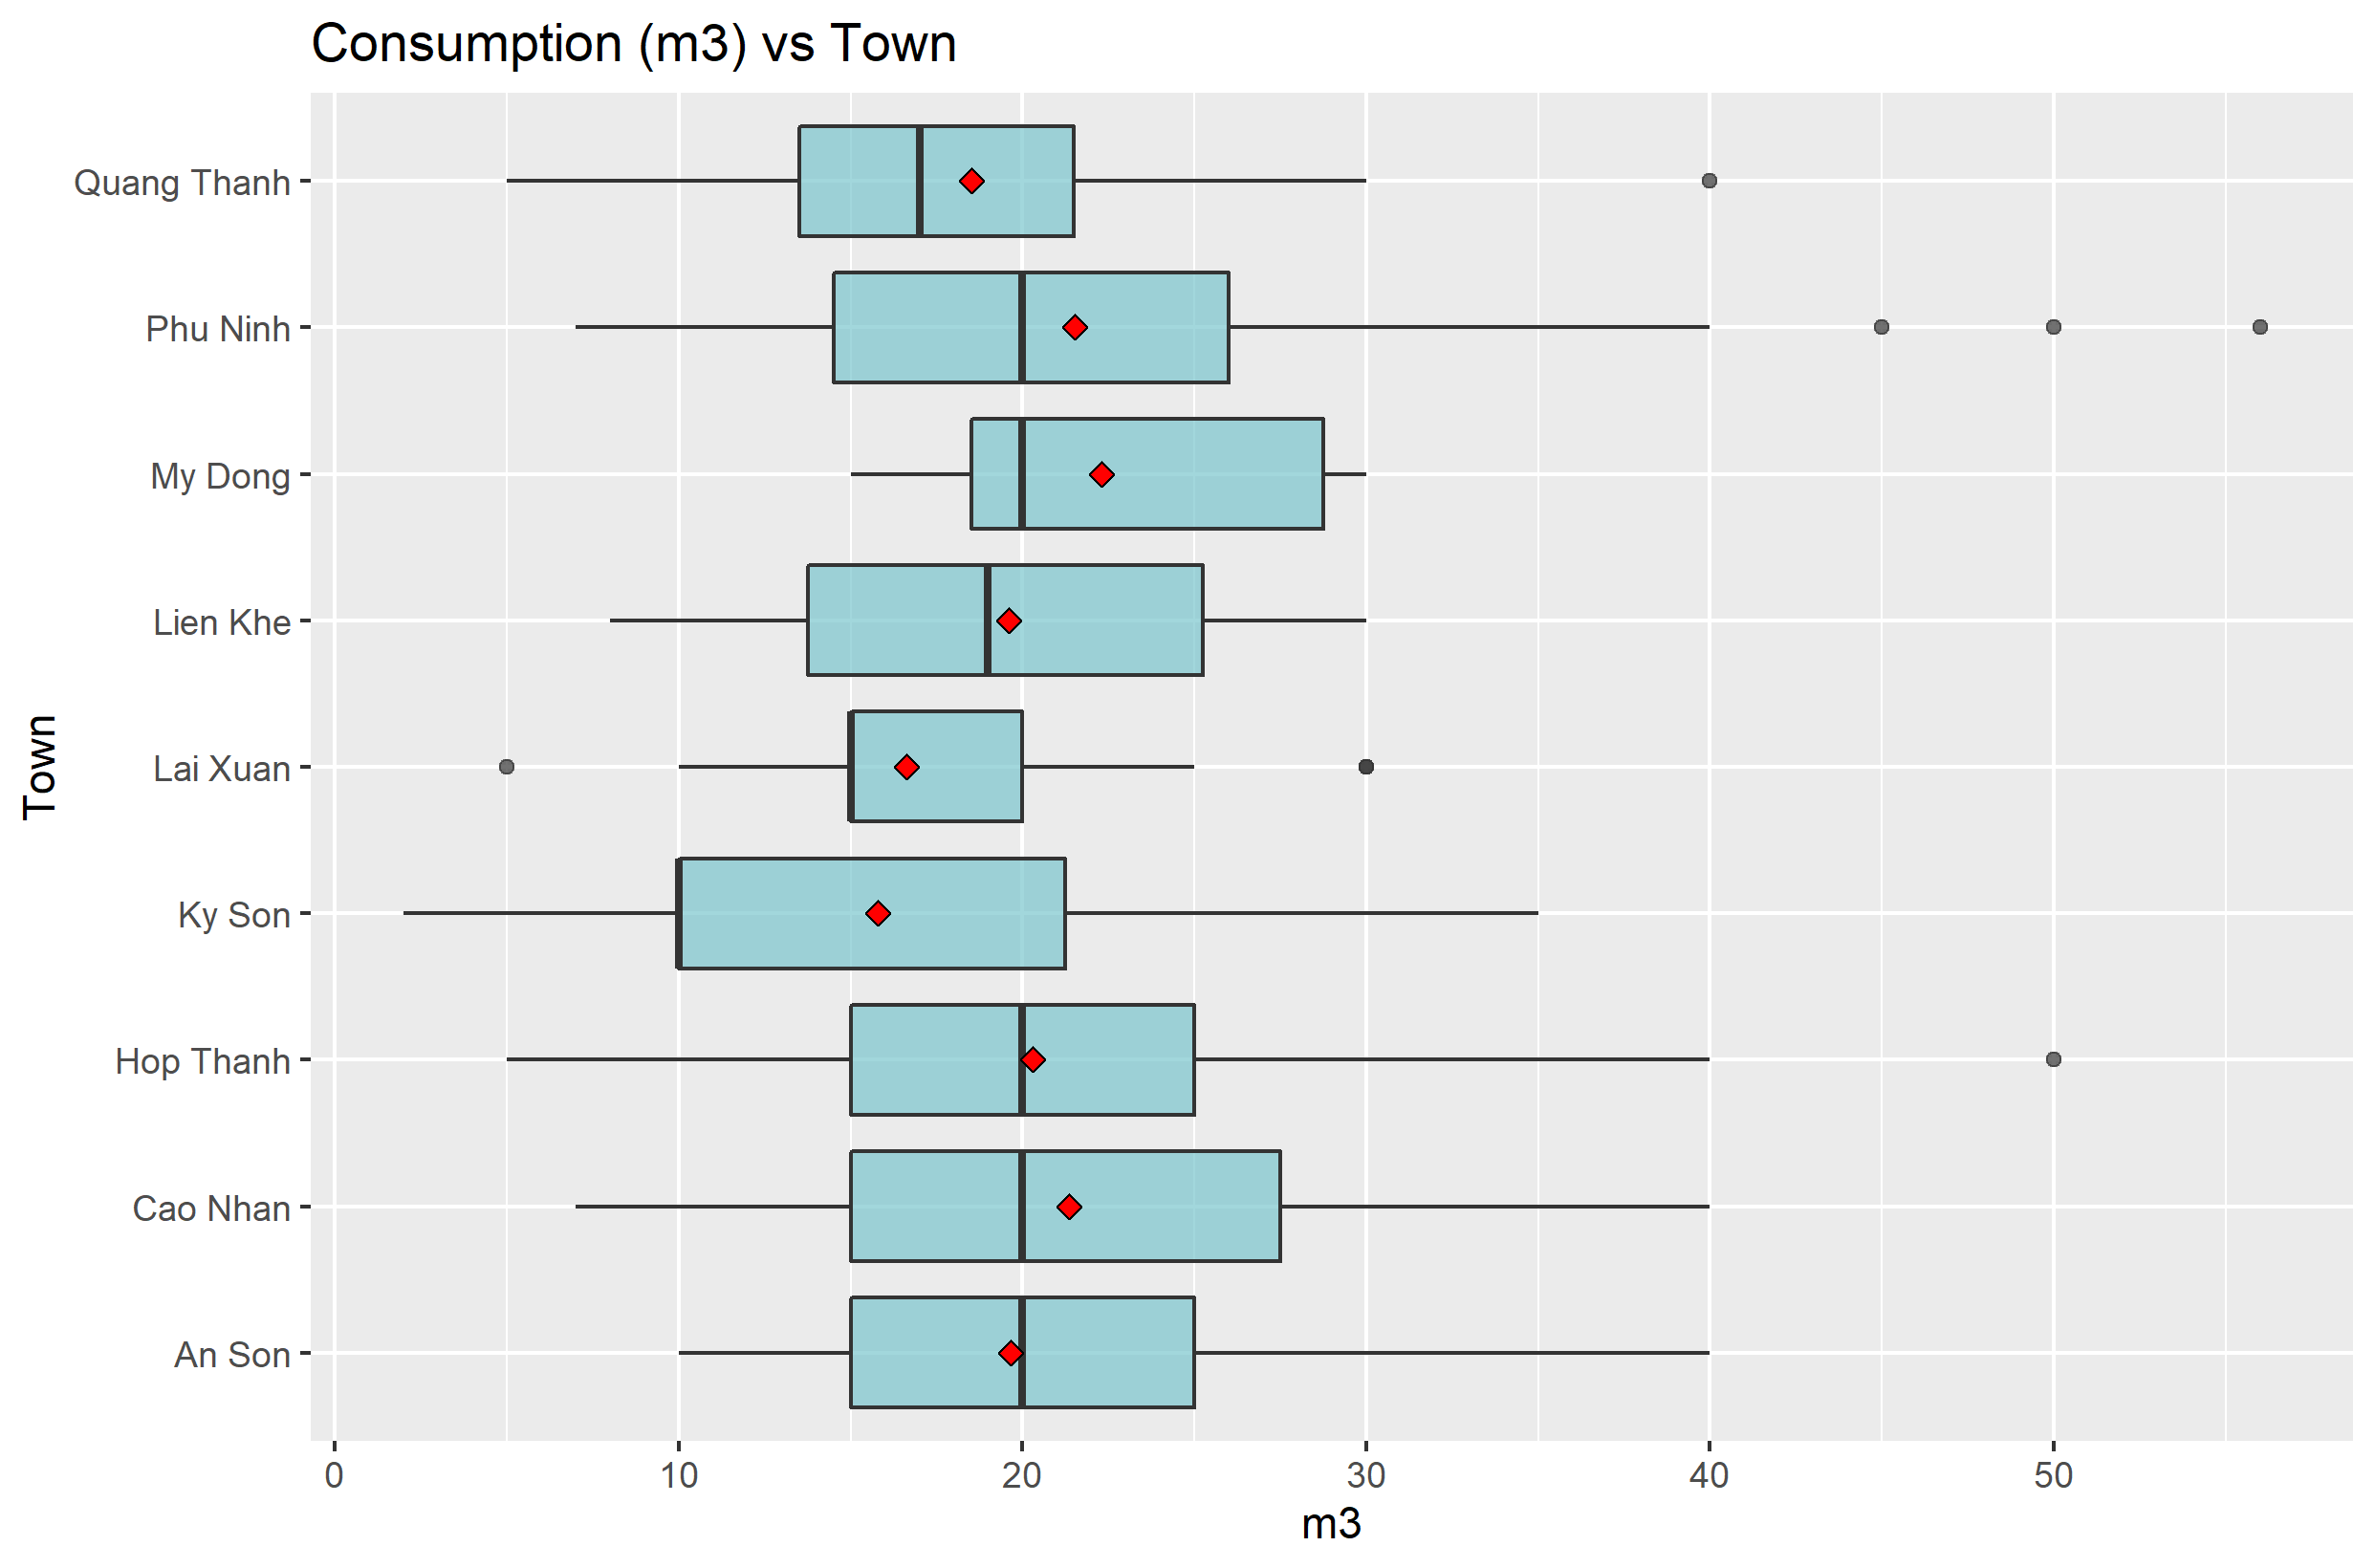 Consumption (m3) vs Town
Quang Thanh
Phu Ninh
My Dong
Lien Khe
Lai Xuan
Ky Son
Hop Thanh
Cao Nhan
An Son
Town
0 10 20 30 40 50
m3